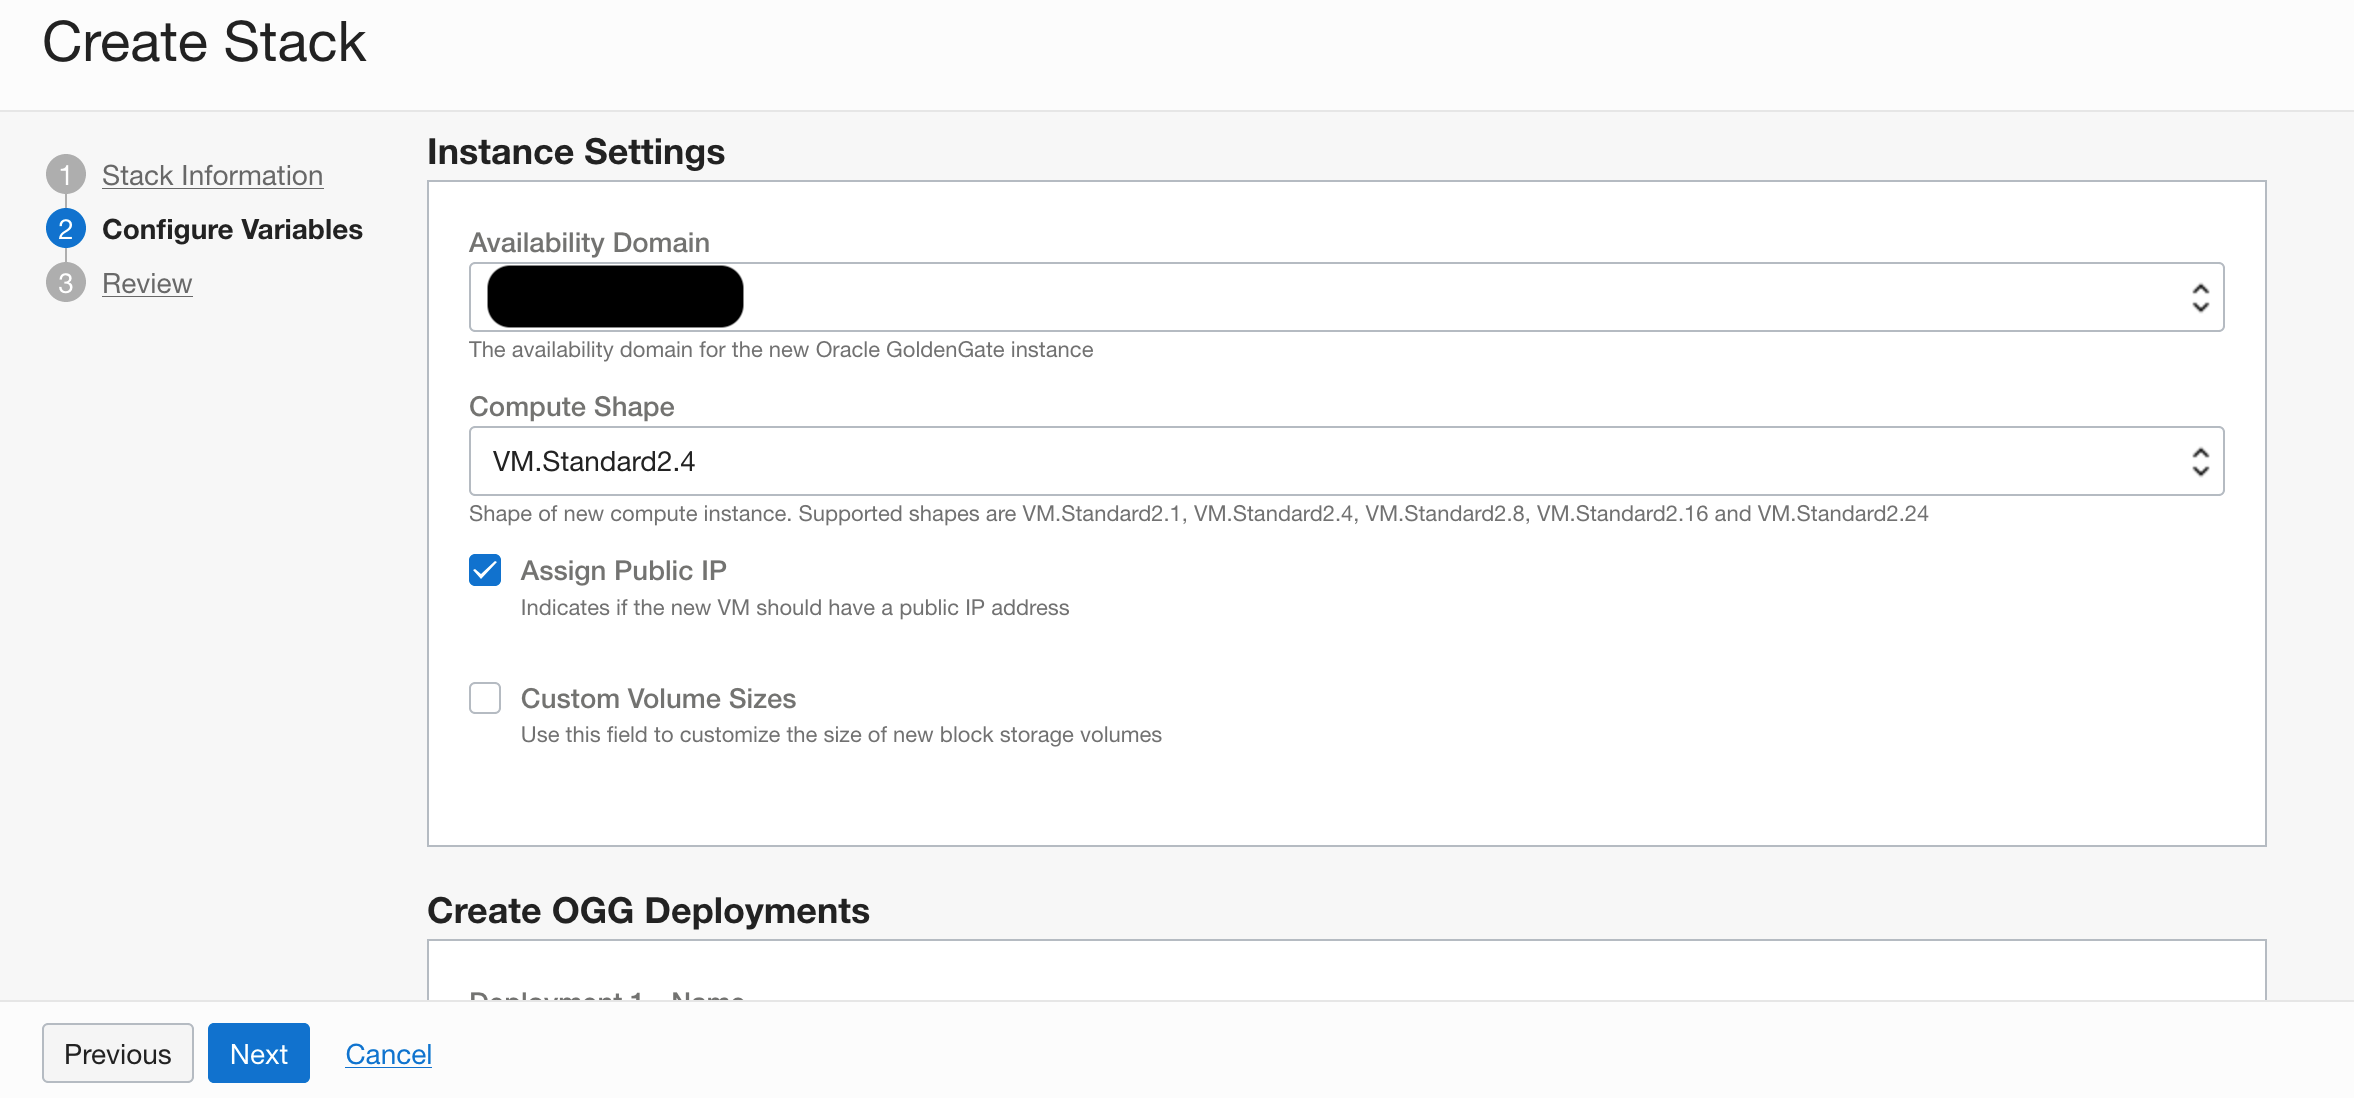 Create Stack
1 Stack Information
2 Configure Variables
3 Review
Instance Settings
Availability Domain
The availability domain for the new Oracle GoldenGate instance
Compute Shape
VM.Standard2.4
Shape of new compute instance. Supported shapes are VM.Standard2.1, VM.Standard2.4, VM.Standard2.8, VM.Standard2.16 and VM.Standard2.24
Assign Public IP
Indicates if the new VM should have a public IP address
Custom Volume Sizes
Use this field to customize the size of new block storage volumes
Create OGG Deployments
Deployment 1 - Name
Previous Next Cancel